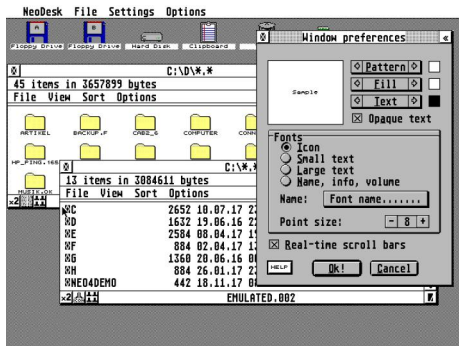 NeoDesk File Settings Options
Floppy Drive Floppy Drive Hard Disk Clipboard
Window preferences
C:\D\*.*
45 items in 3657899 bytes
File View Sort Options
ARTIKEL BACKUP.F CAB2_6 COMPUTER
HP_PING.165
MUSIK.OK
x2
C:\*.*
13 items in 3084611 bytes
File View Sort Options
C 2652 10.07.17
D 1632 19.06.16
E 2584 08.04.17
F 884 02.04.17
G 1360 20.06.16
H 884 26.01.17
NEO4DEMO 442 18.11.17
x2
EMULATED.002
Sample
Pattern
Fill
Text
Opaque text
Fonts
Icon
Small text
Large text
Name, info, volume
Name: Font name.......
Point size: - 8 +
Real-time scroll bars
HELP Ok! Cancel